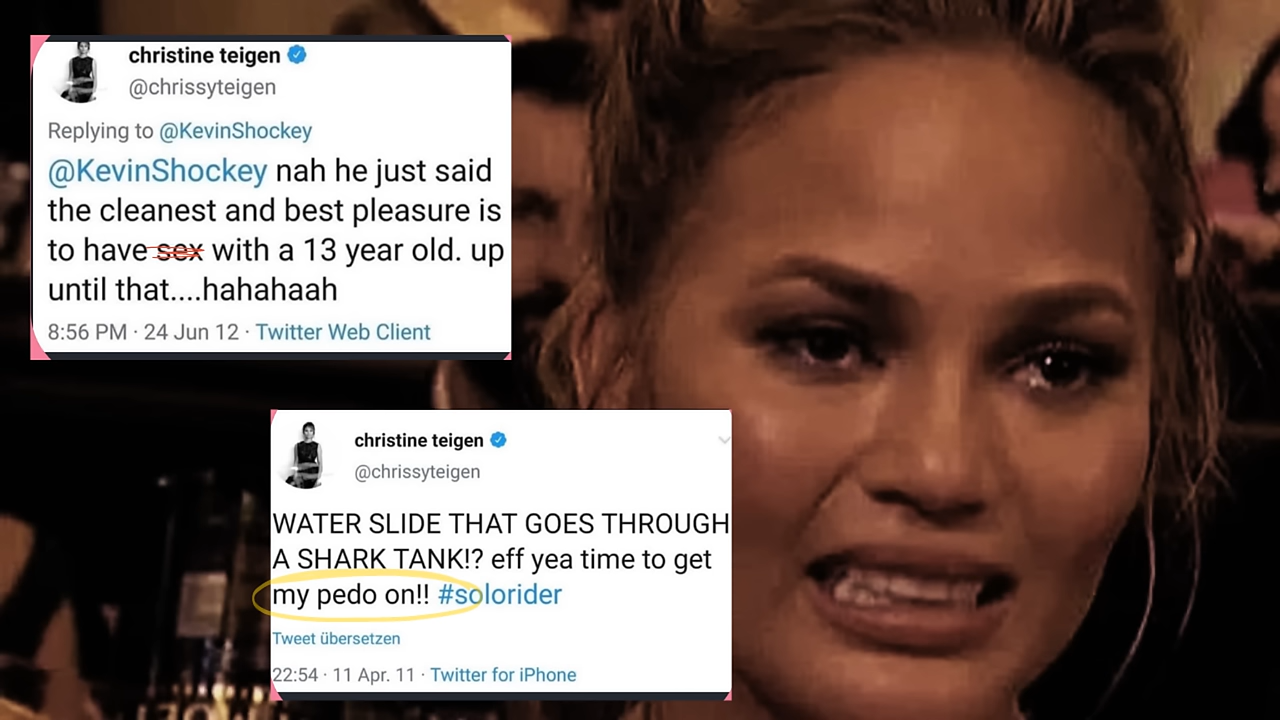 christine teigen
@chrissyteigen
Replying to @KevinShockey
@KevinShockey nah he just said
the cleanest and best pleasure is
to have sex with a 13 year old. up
until that....hahahaah
8:56 PM · 24 Jun 12 · Twitter Web Client
christine teigen
@chrissyteigen
WATER SLIDE THAT GOES THROUGH
A SHARK TANK!? eff yea time to get
my pedo on!! #solorider
Tweet übersetzen
22:54 · 11 Apr. 11 · Twitter for iPhone